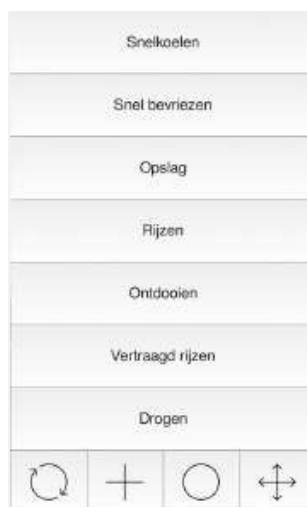 Snelkoelen
Snel bevriezen
Opslag
Rijzen
Ontdooien
Vertraagd rijzen
Drogen